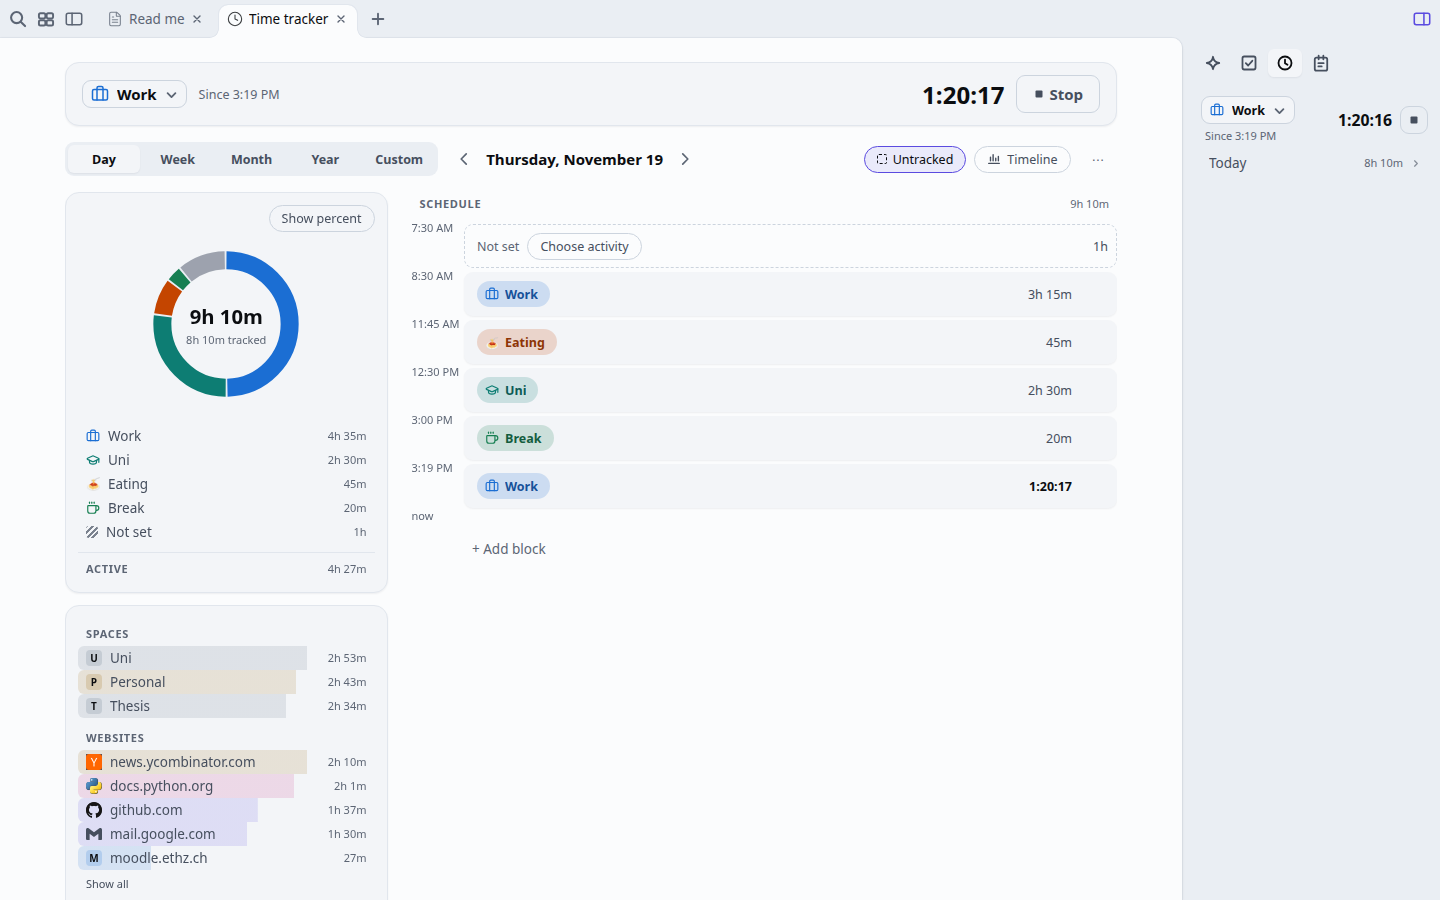 Read me
Time tracker
Work
Since 3:19 PM
1:20:17
Stop
Day
Week
Month
Year
Custom
Thursday, November 19
Untracked
Timeline
...
Show percent
9h 10m
8h 10m tracked
Work 4h 35m
Uni 2h 30m
Eating 45m
Break 20m
Not set 1h
ACTIVE 4h 27m
SPACES
U Uni 2h 53m
P Personal 2h 43m
T Thesis 2h 34m
WEBSITES
Y news.ycombinator.com 2h 10m
docs.python.org 2h 1m
github.com 1h 37m
mail.google.com 1h 30m
M moodle.ethz.ch 27m
Show all
SCHEDULE 9h 10m
7:30 AM
Not set Choose activity 1h
8:30 AM
Work 3h 15m
11:45 AM
Eating 45m
12:30 PM
Uni 2h 30m
3:00 PM
Break 20m
3:19 PM
Work 1:20:17
now
+ Add block
Work
1:20:16
Since 3:19 PM
Today 8h 10m